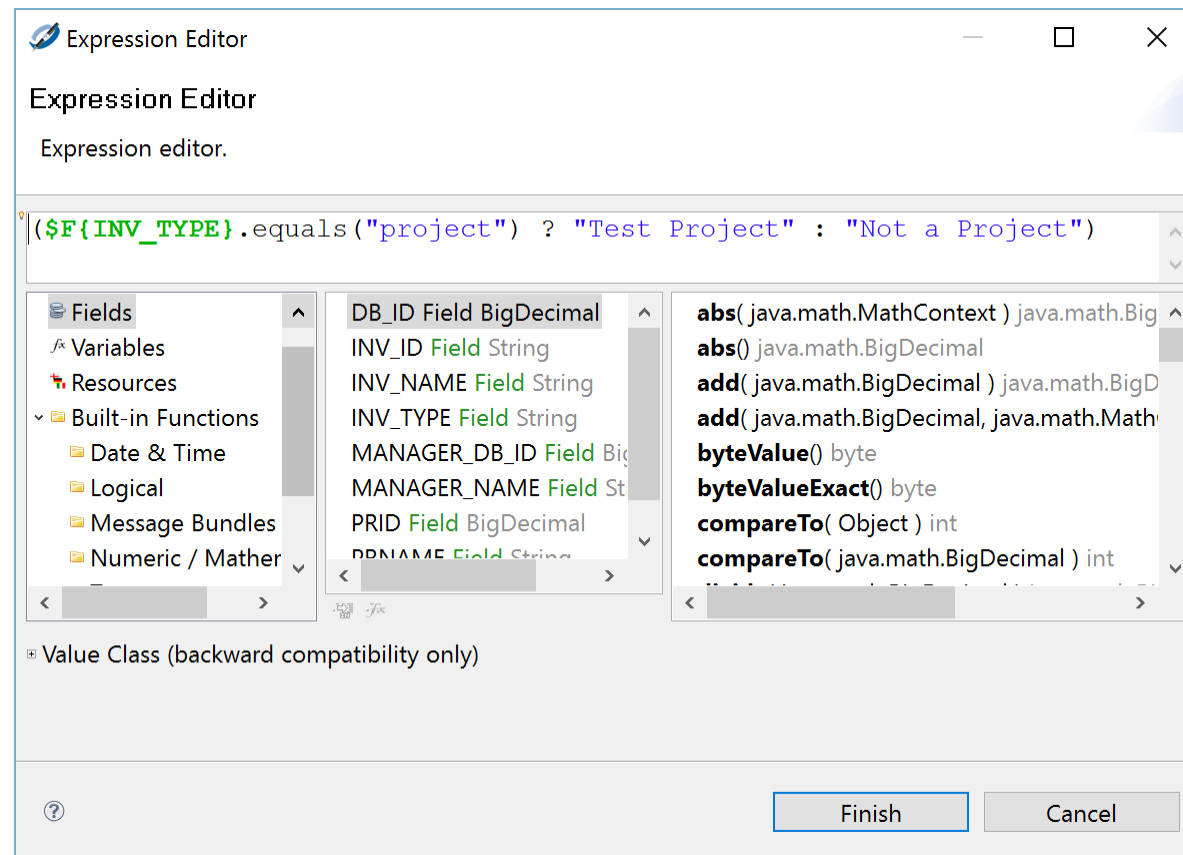 Expression Editor
Expression Editor
Expression editor.
($F{INV_TYPE}.equals("project") ? "Test Project" : "Not a Project")
Fields
Variables
Resources
Built-in Functions
Date & Time
Logical
Message Bundles
Numeric / Mather
DB_ID Field BigDecimal
INV_ID Field String
INV_NAME Field String
INV_TYPE Field String
MANAGER_DB_ID Field Big
MANAGER_NAME Field St
PRID Field BigDecimal
PRNAME Field String
abs( java.math.MathContext ) java.math.Big
abs() java.math.BigDecimal
add( java.math.BigDecimal ) java.math.BigD
add( java.math.BigDecimal, java.math.Math
byteValue() byte
byteValueExact() byte
compareTo( Object ) int
compareTo( java.math.BigDecimal ) int
Value Class (backward compatibility only)
Finish
Cancel